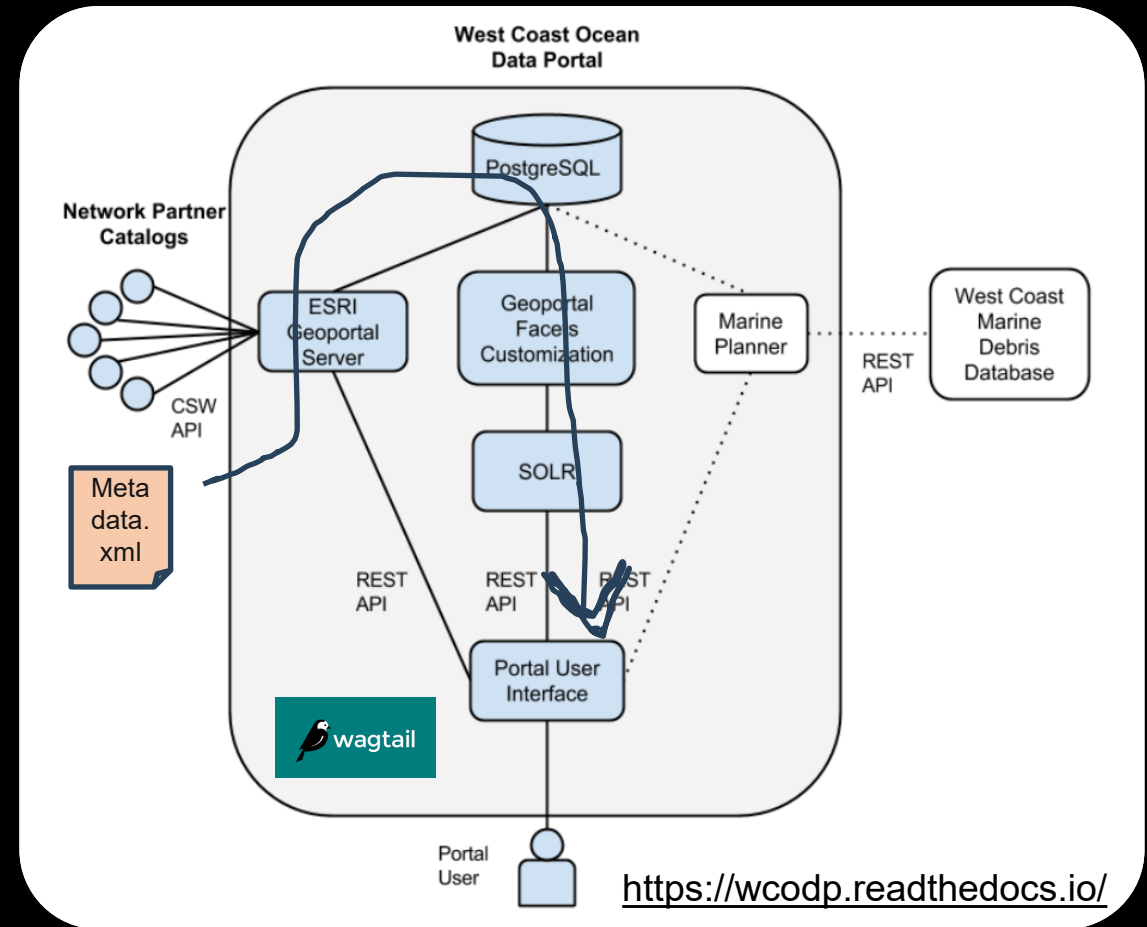 West Coast Ocean
Data Portal
PostgreSQL
Network Partner
Catalogs
ESRI
Geoportal
Server
Geoportal
Facets
Customization
Marine
Planner
West Coast
Marine
Debris
Database
REST
API
CSW
API
Meta
data.
xml
SOLR
REST
API
REST
API
REST
API
Portal User
Interface
wagtail
Portal
User
https://wcodp.readthedocs.io/